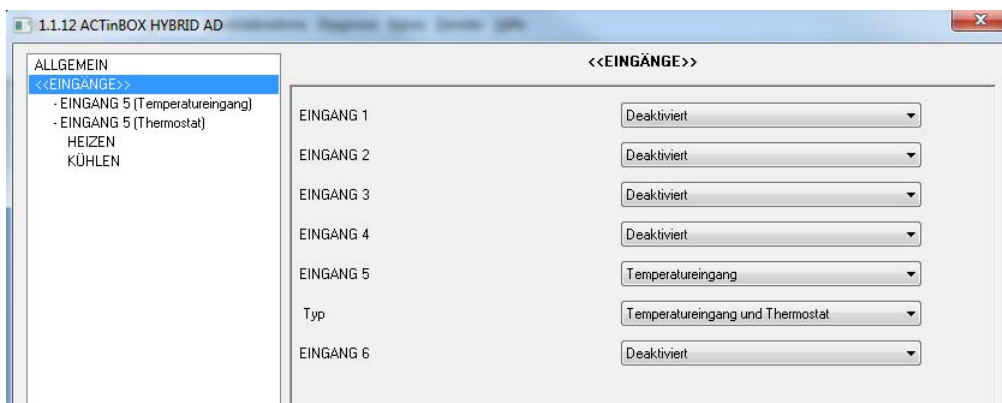 1.1.12 ACTinBOX HYBRID AD
ALLGEMEIN
<<EINGÄNGE>>
- EINGANG 5 (Temperatureingang)
- EINGANG 5 (Thermostat)
HEIZEN
KÜHLEN
<<EINGÄNGE>>
EINGANG 1 Deaktiviert
EINGANG 2 Deaktiviert
EINGANG 3 Deaktiviert
EINGANG 4 Deaktiviert
EINGANG 5 Temperatureingang
Typ Temperatureingang und Thermostat
EINGANG 6 Deaktiviert